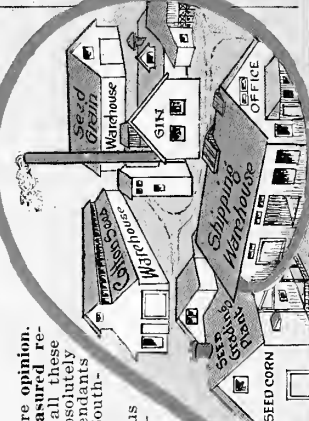 re opinion.
asured re-
all these
bsolutely
endants
outh-
us
Seed
Grain
Warehouse
GIN
OFFICE
Cotton Seed
Warehouse
Shipping
Warehouse
Seed
Grading
Plant
SEED CORN